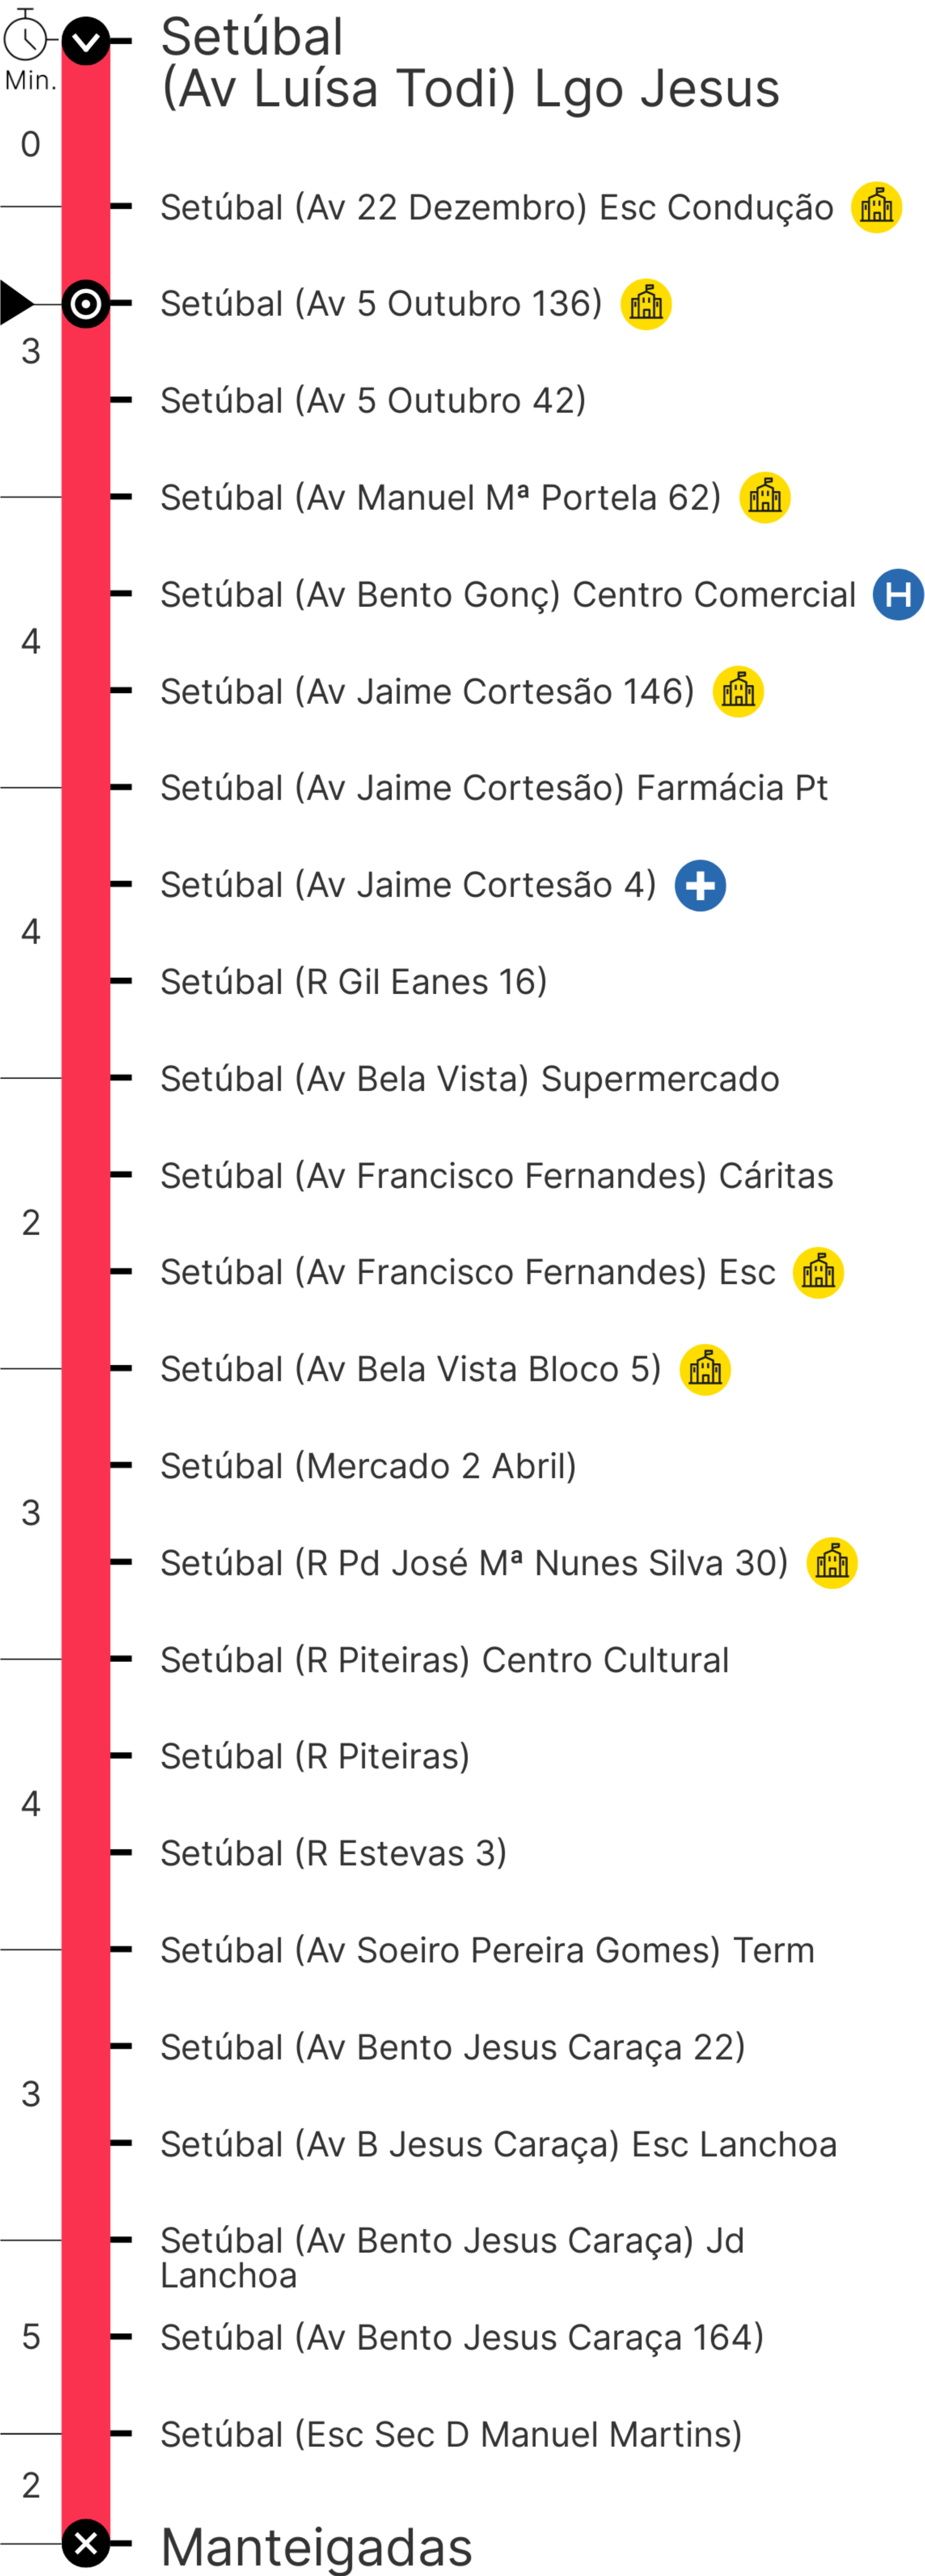 Setúbal
(Av Luísa Todi) Lgo Jesus
Min.
0
Setúbal (Av 22 Dezembro) Esc Condução
Setúbal (Av 5 Outubro 136)
3
Setúbal (Av 5 Outubro 42)
Setúbal (Av Manuel Mª Portela 62)
Setúbal (Av Bento Gonç) Centro Comercial H
4
Setúbal (Av Jaime Cortesão 146)
Setúbal (Av Jaime Cortesão) Farmácia Pt
Setúbal (Av Jaime Cortesão 4)
4
Setúbal (R Gil Eanes 16)
Setúbal (Av Bela Vista) Supermercado
Setúbal (Av Francisco Fernandes) Cáritas
2
Setúbal (Av Francisco Fernandes) Esc
Setúbal (Av Bela Vista Bloco 5)
Setúbal (Mercado 2 Abril)
3
Setúbal (R Pd José Mª Nunes Silva 30)
Setúbal (R Piteiras) Centro Cultural
Setúbal (R Piteiras)
4
Setúbal (R Estevas 3)
Setúbal (Av Soeiro Pereira Gomes) Term
Setúbal (Av Bento Jesus Caraça 22)
3
Setúbal (Av B Jesus Caraça) Esc Lanchoa
Setúbal (Av Bento Jesus Caraça) Jd
Lanchoa
5
Setúbal (Av Bento Jesus Caraça 164)
Setúbal (Esc Sec D Manuel Martins)
2
Manteigadas